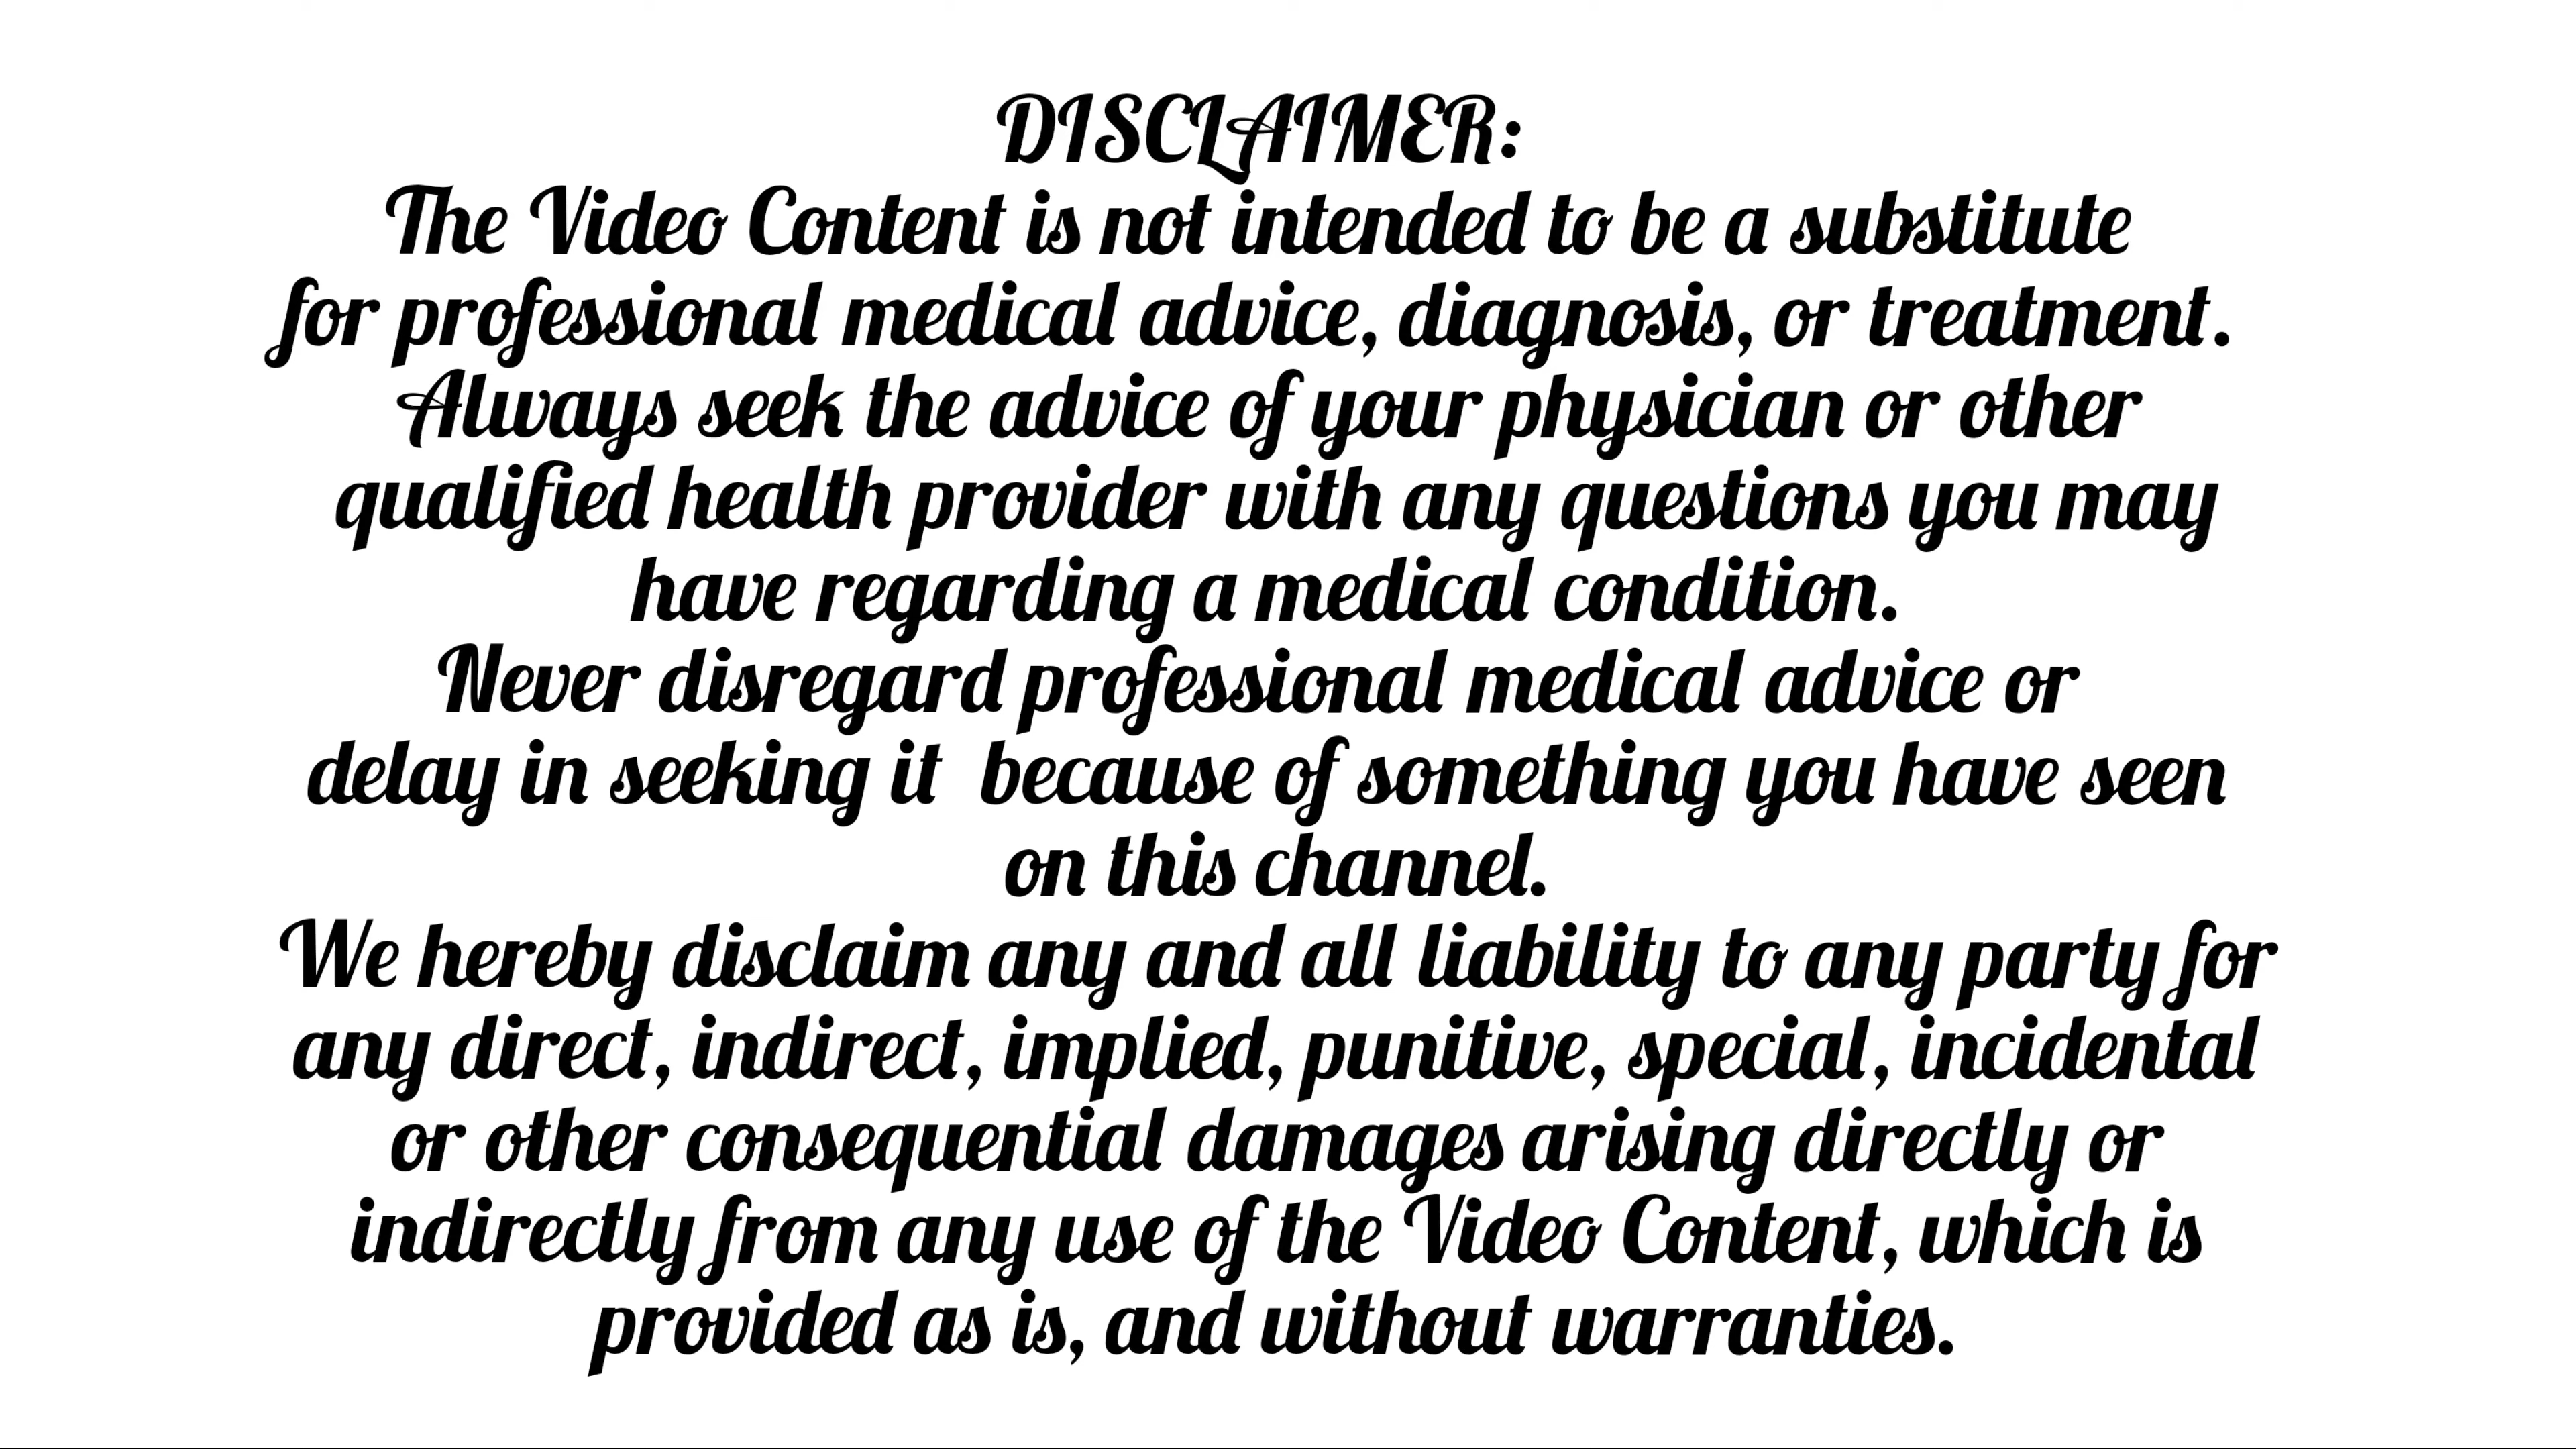 DISCLAIMER:
The Video Content is not intended to be a substitute
for professional medical advice, diagnosis, or treatment.
Always seek the advice of your physician or other
qualified health provider with any questions you may
have regarding a medical condition.
Never disregard professional medical advice or
delay in seeking it  because of something you have seen
on this channel.
We hereby disclaim any and all liability to any party for
any direct, indirect, implied, punitive, special, incidental
or other consequential damages arising directly or
indirectly from any use of the Video Content, which is
provided as is, and without warranties.